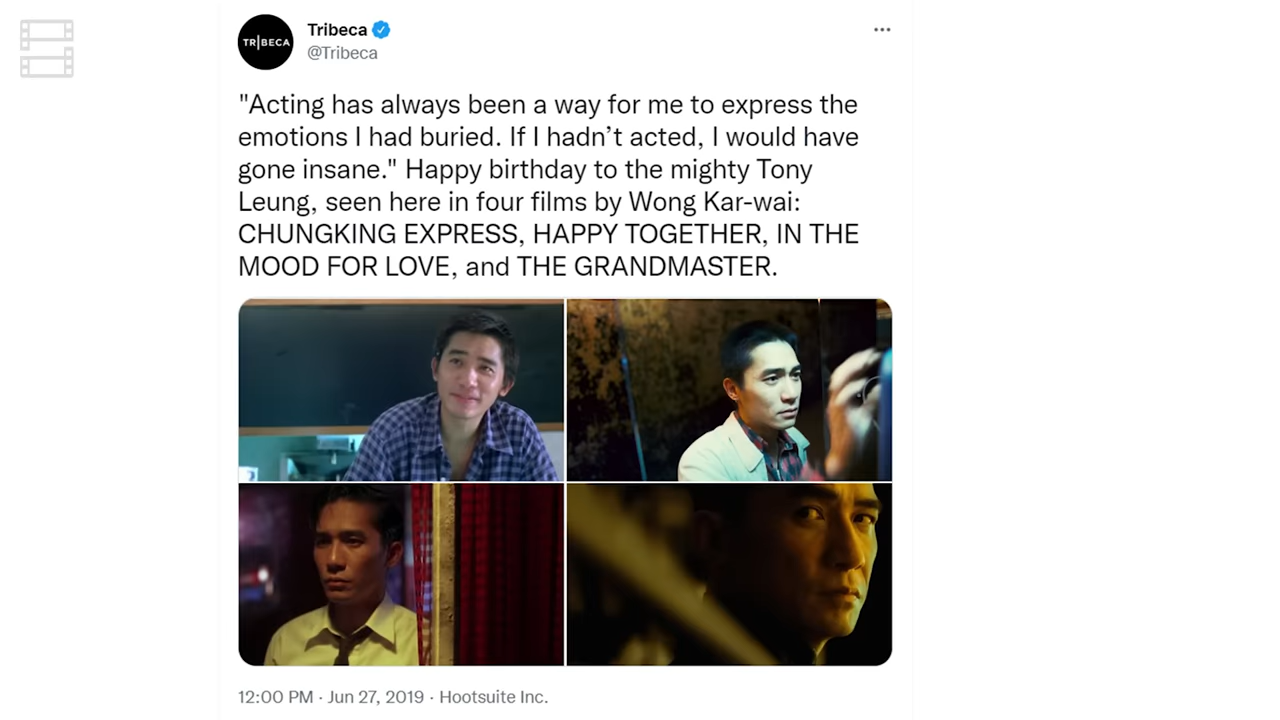 TR|BECA
Tribeca
@Tribeca
"Acting has always been a way for me to express the
emotions I had buried. If I hadn’t acted, I would have
gone insane." Happy birthday to the mighty Tony
Leung, seen here in four films by Wong Kar-wai:
CHUNGKING EXPRESS, HAPPY TOGETHER, IN THE
MOOD FOR LOVE, and THE GRANDMASTER.
12:00 PM · Jun 27, 2019 · Hootsuite Inc.